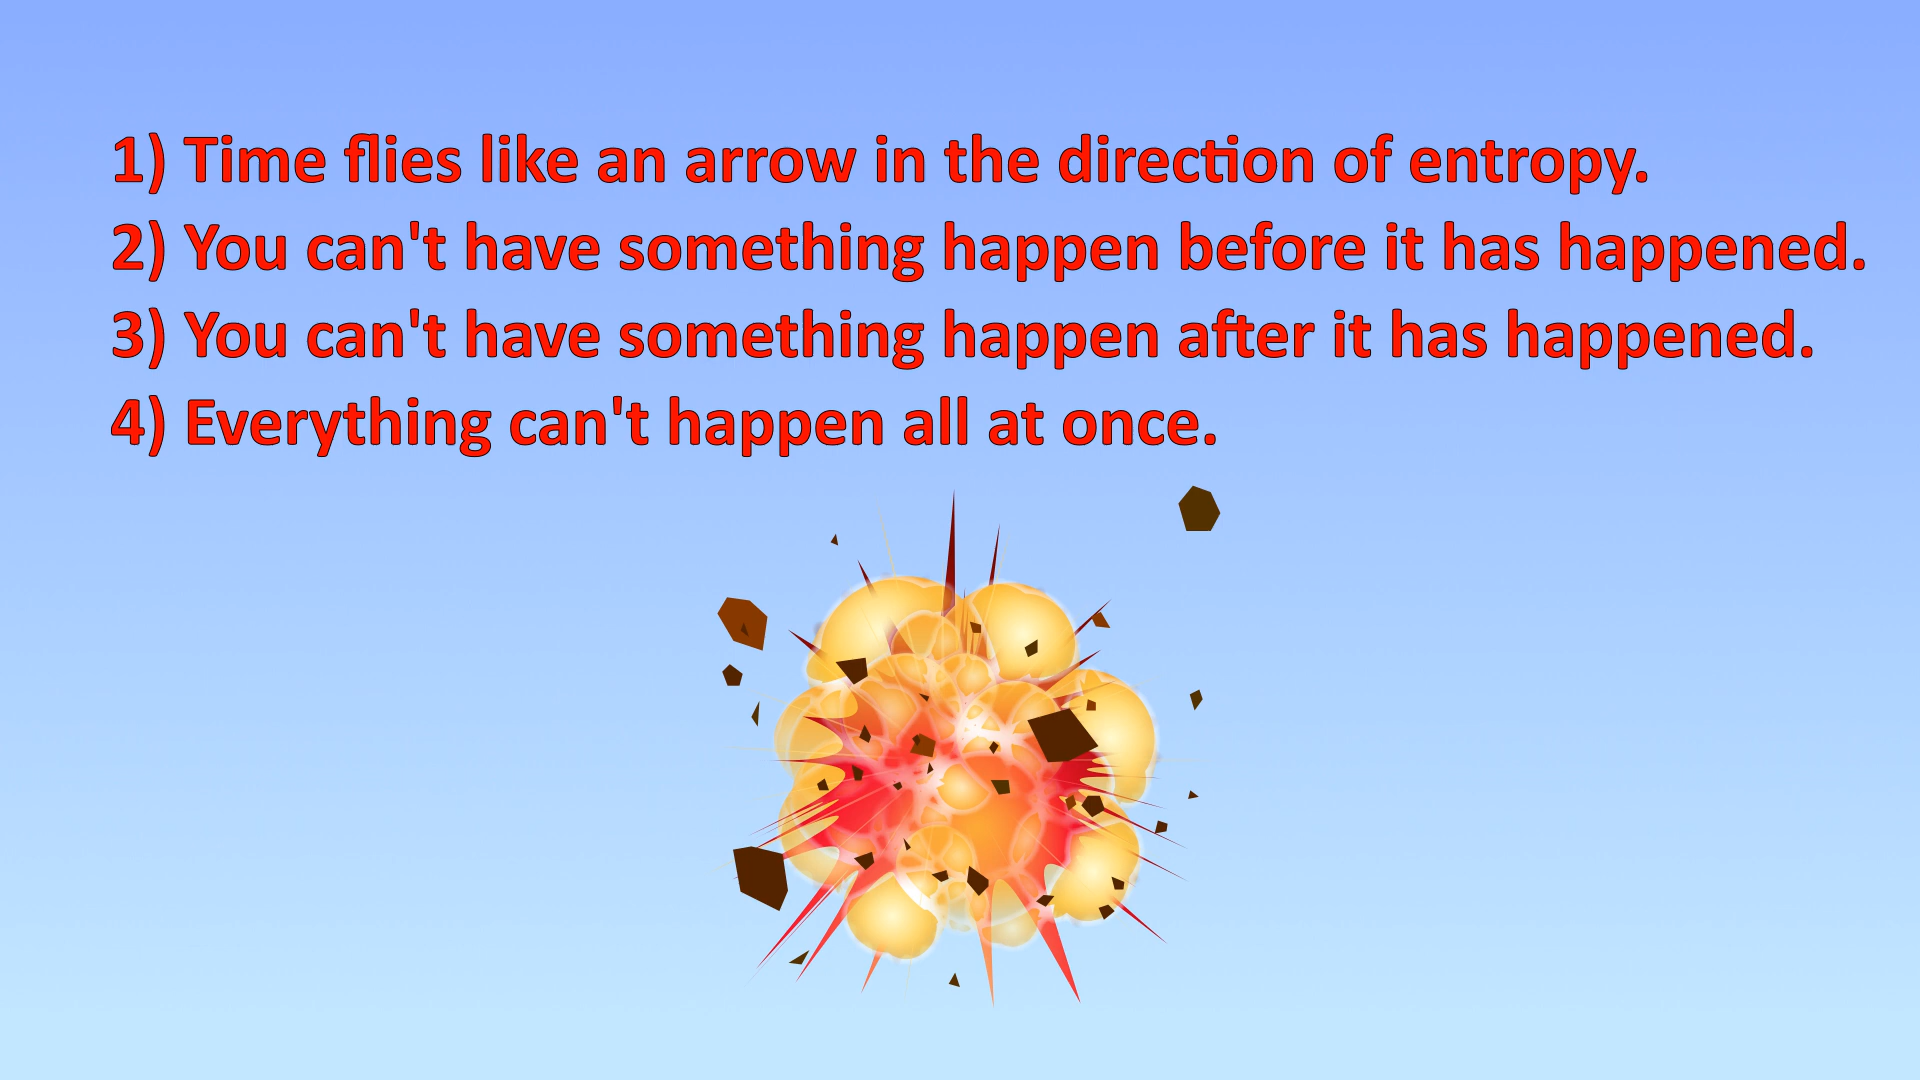 1) Time flies like an arrow in the direction of entropy.
2) You can't have something happen before it has happened.
3) You can't have something happen after it has happened.
4) Everything can't happen all at once.